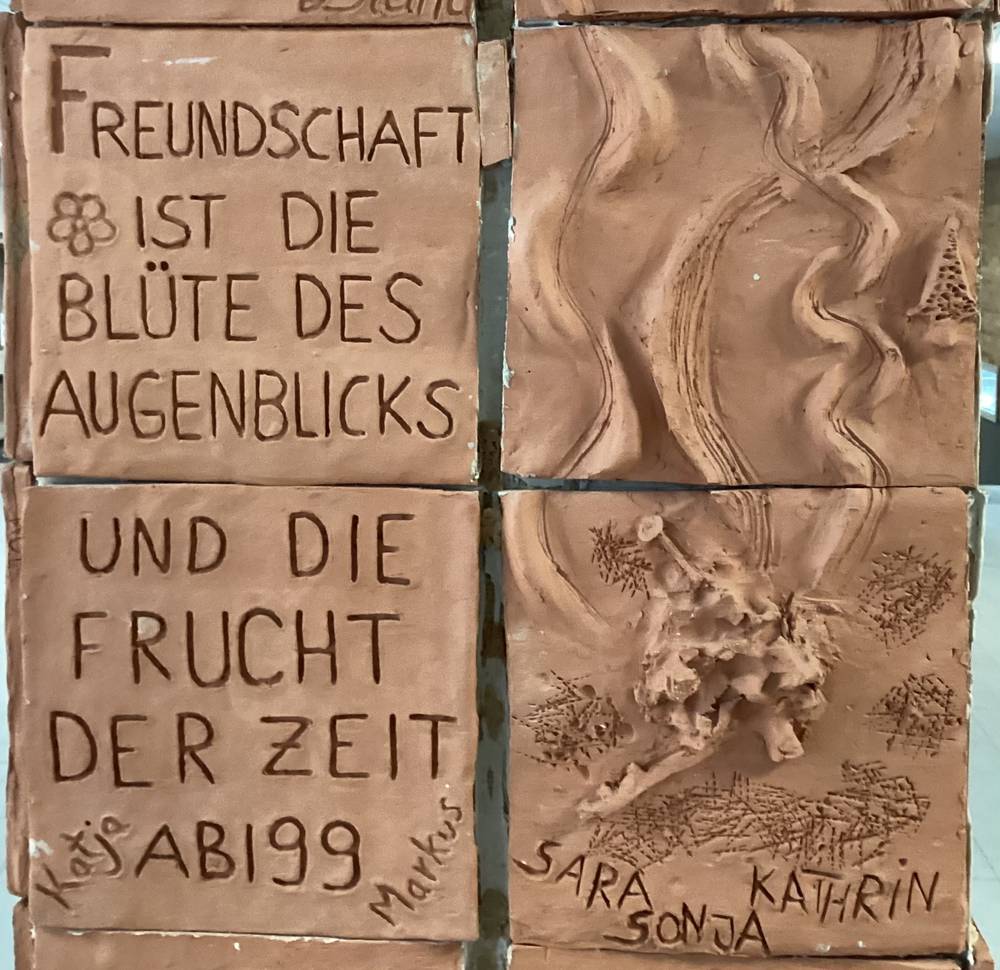 FREUNDSCHAFT
IST DIE
BLÜTE DES
AUGENBLICKS
UND DIE
FRUCHT
DER ZEIT
Katja ABI99 Markus
SARA KATHRIN
SONJA